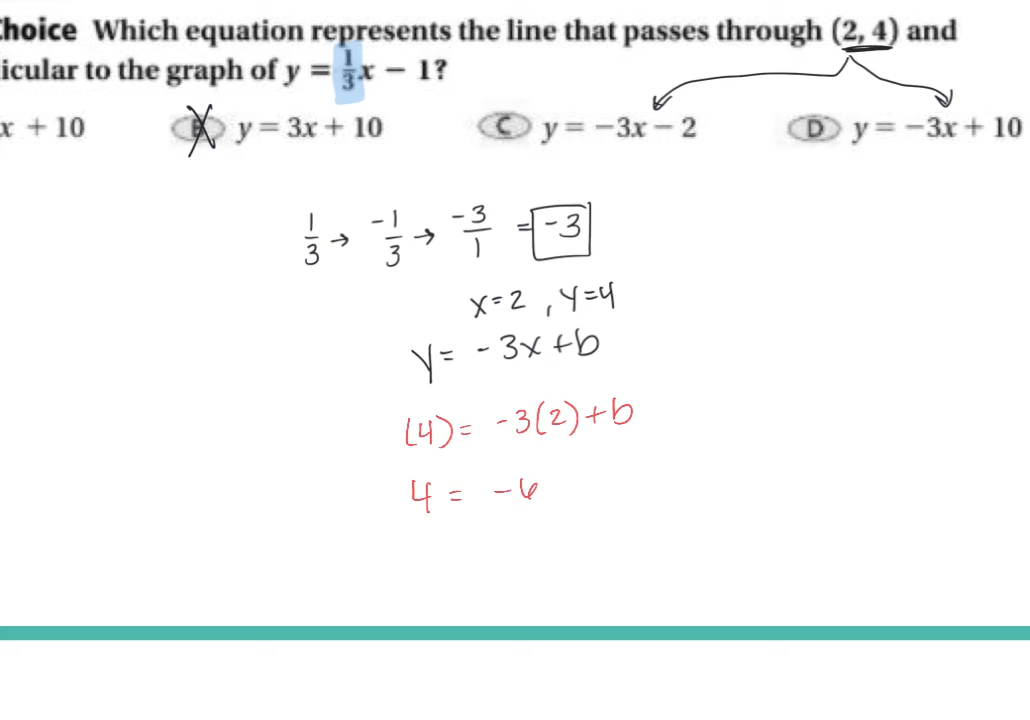 Choice Which equation represents the line that passes through (2, 4) and
icular to the graph of y = 1/3 x − 1?
x + 10 B y = 3x + 10 C y = −3x − 2 D y = −3x + 10
1/3 → -1/3 → -3/1 = -3
x=2 , y=4
y= -3x+b
(4)= -3(2)+b
4 = -6